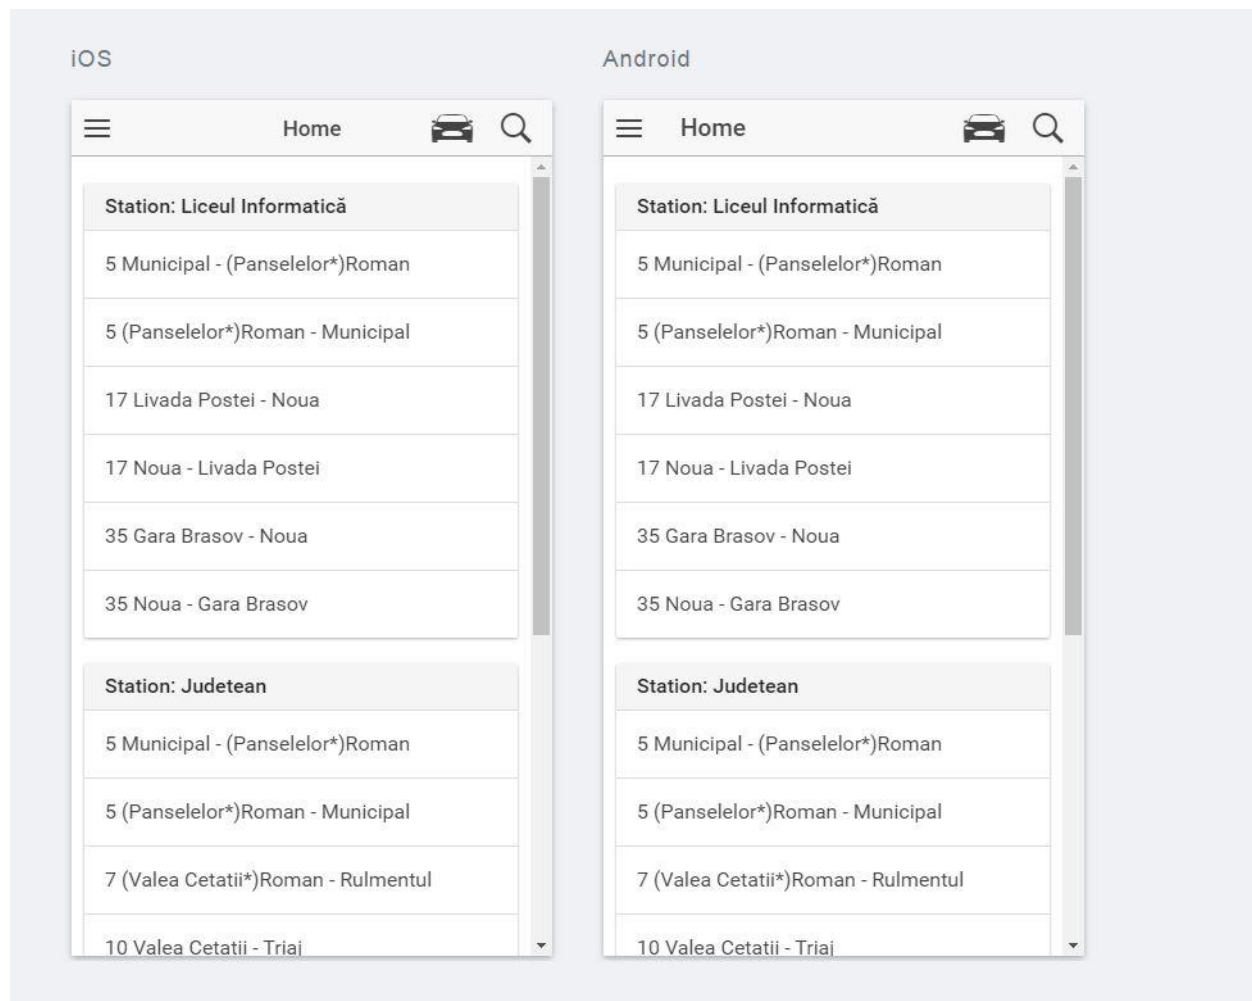 iOS
Home
Station: Liceul Informatică
5 Municipal - (Panselelor*)Roman
5 (Panselelor*)Roman - Municipal
17 Livada Postei - Noua
17 Noua - Livada Postei
35 Gara Brasov - Noua
35 Noua - Gara Brasov
Station: Judetean
5 Municipal - (Panselelor*)Roman
5 (Panselelor*)Roman - Municipal
7 (Valea Cetatii*)Roman - Rulmentul
10 Valea Cetatii - Triaj
Android
Home
Station: Liceul Informatică
5 Municipal - (Panselelor*)Roman
5 (Panselelor*)Roman - Municipal
17 Livada Postei - Noua
17 Noua - Livada Postei
35 Gara Brasov - Noua
35 Noua - Gara Brasov
Station: Judetean
5 Municipal - (Panselelor*)Roman
5 (Panselelor*)Roman - Municipal
7 (Valea Cetatii*)Roman - Rulmentul
10 Valea Cetatii - Triaj